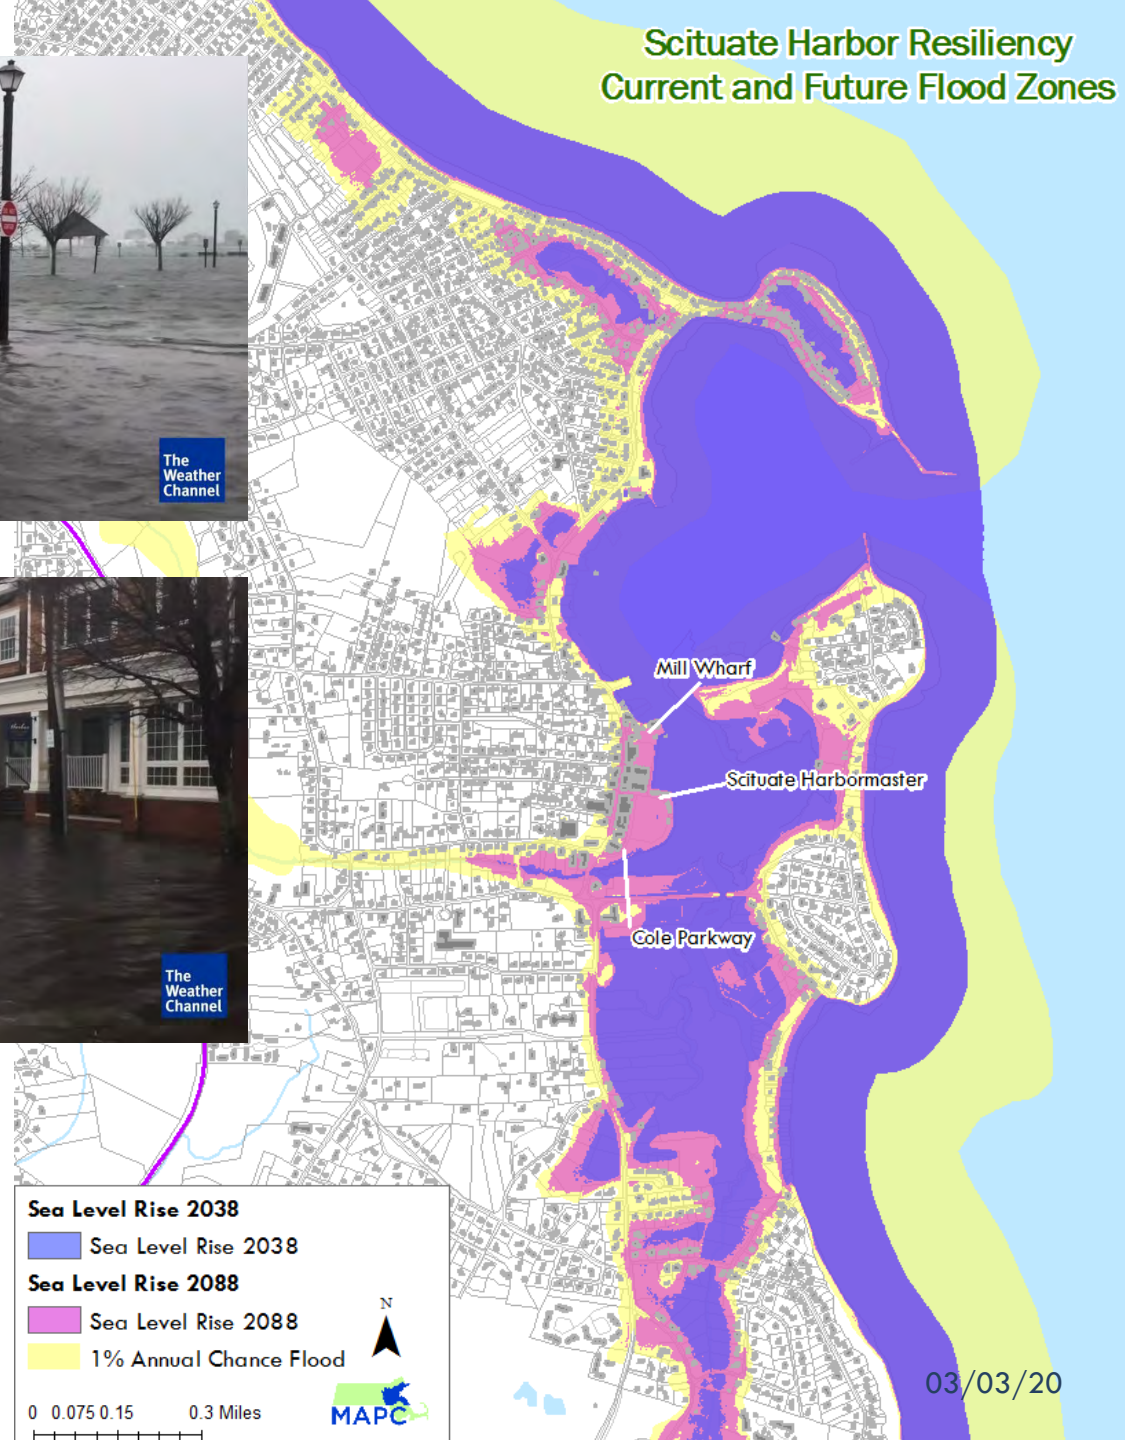 Scituate Harbor Resiliency
Current and Future Flood Zones
The
Weather
Channel
Mill Wharf
Scituate Harbormaster
The
Weather
Channel
Cole Parkway
Sea Level Rise 2038
Sea Level Rise 2038
Sea Level Rise 2088
Sea Level Rise 2088
1% Annual Chance Flood
N
MAPC
0 0.075 0.15 0.3 Miles
03/03/20